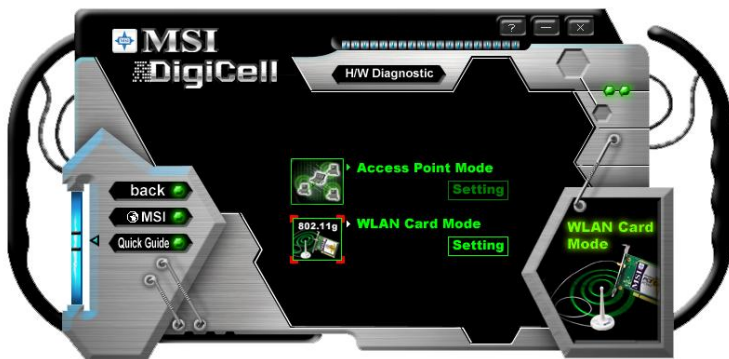 ? — ×
MSI
DigiCell
H/W Diagnostic
Access Point Mode
Setting
802.11g
WLAN Card Mode
Setting
back
MSI
Quick Guide
WLAN Card
Mode
MSI